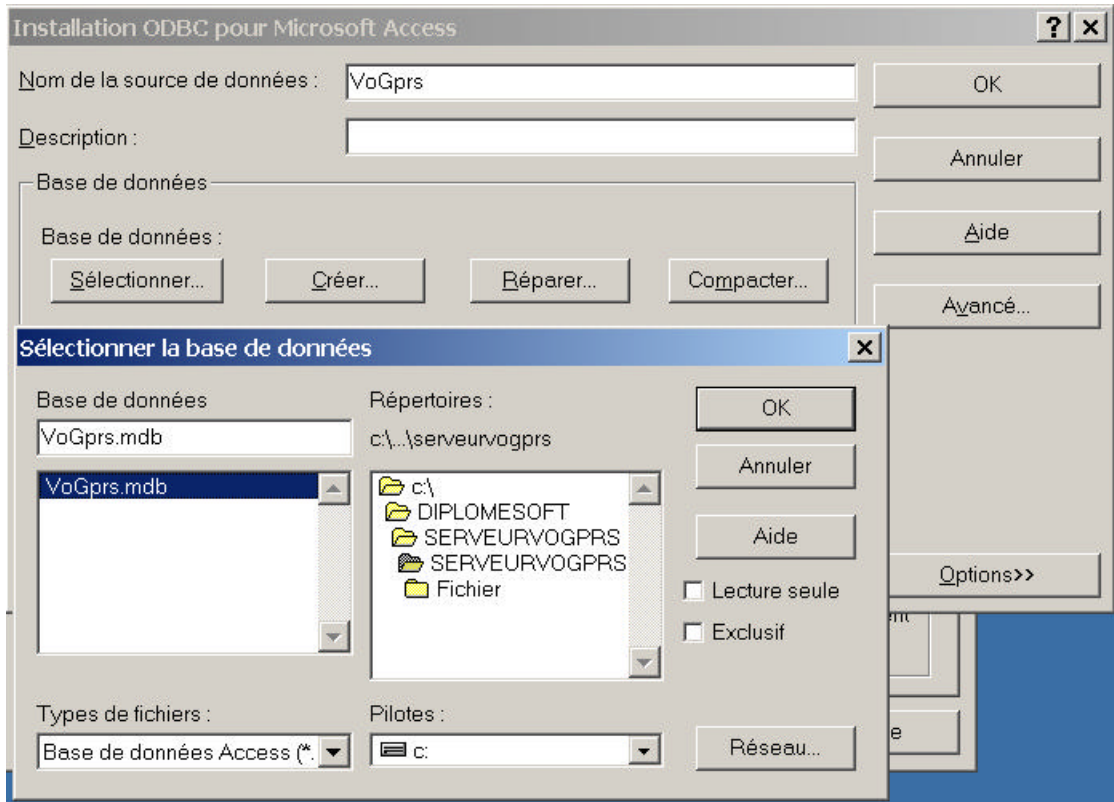 Installation ODBC pour Microsoft Access
Nom de la source de données :
VoGprs
OK
Description :
Annuler
Base de données
Base de données :
Aide
Sélectionner...
Créer...
Réparer...
Compacter...
Avancé...
Sélectionner la base de données
Base de données
Répertoires :
OK
VoGprs.mdb
c:\...\serveurvogprs
Annuler
VoGprs.mdb
c:\
DIPLOMESOFT
SERVEURVOGPRS
SERVEURVOGPRS
Fichier
Aide
Options>>
Lecture seule
Exclusif
Types de fichiers :
Pilotes :
Base de données Access (*.
c:
Réseau...
e